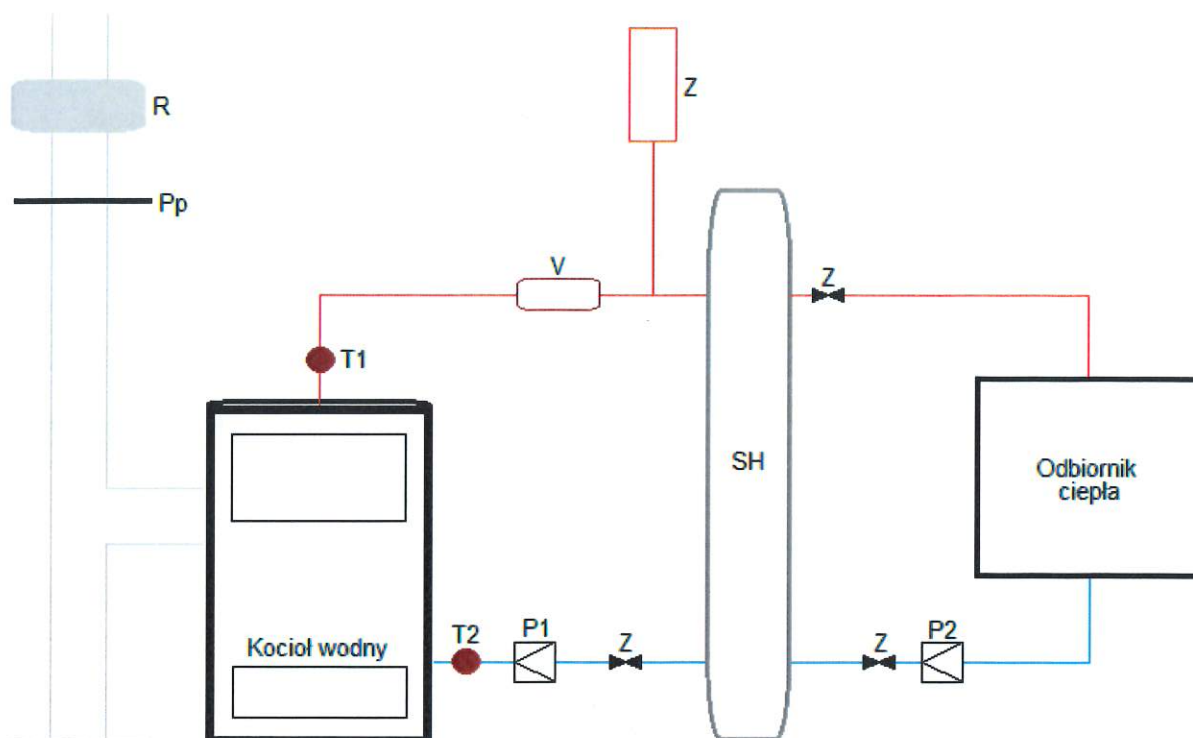 R
Z
Pp
V
Z
T1
SH
Odbiornik
ciepła
Kocioł wodny
T2
P1
Z
Z
P2